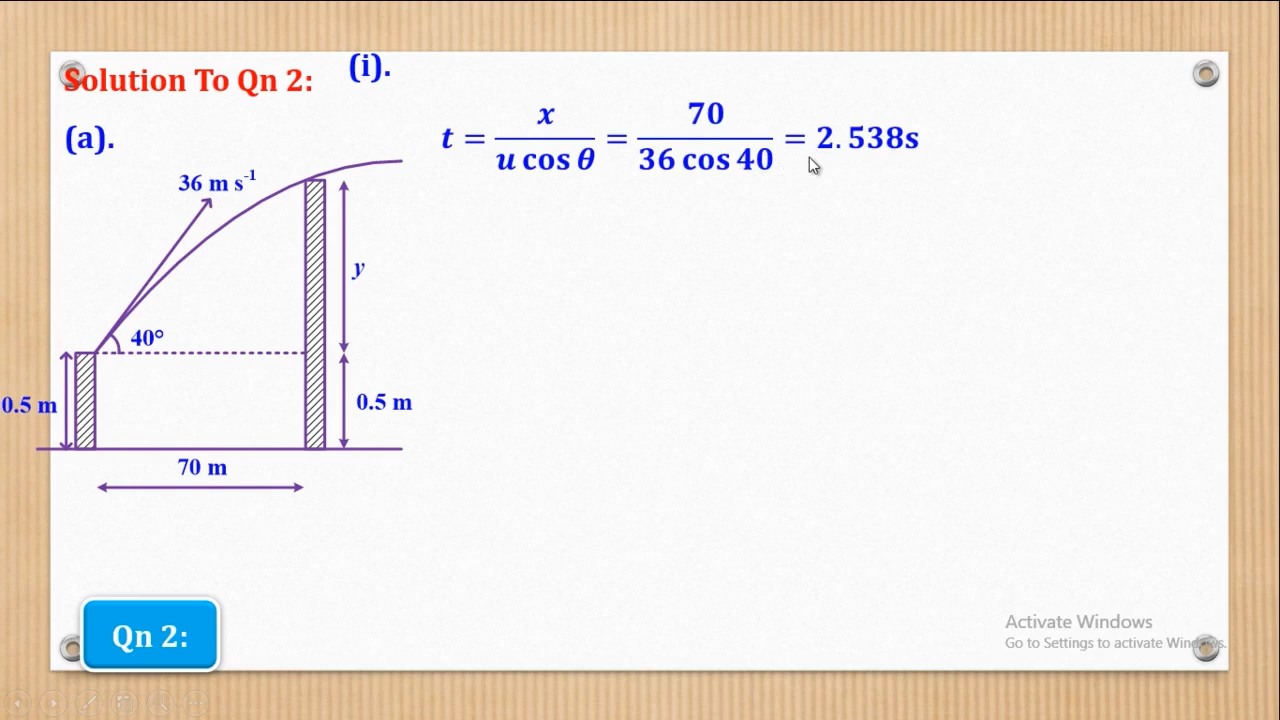 Solution To Qn 2:
(i).
(a).
t = x / u cos θ = 70 / 36 cos 40 = 2.538s
36 m s⁻¹
y
40°
0.5 m
0.5 m
70 m
Qn 2:
Activate Windows
Go to Settings to activate Windows.